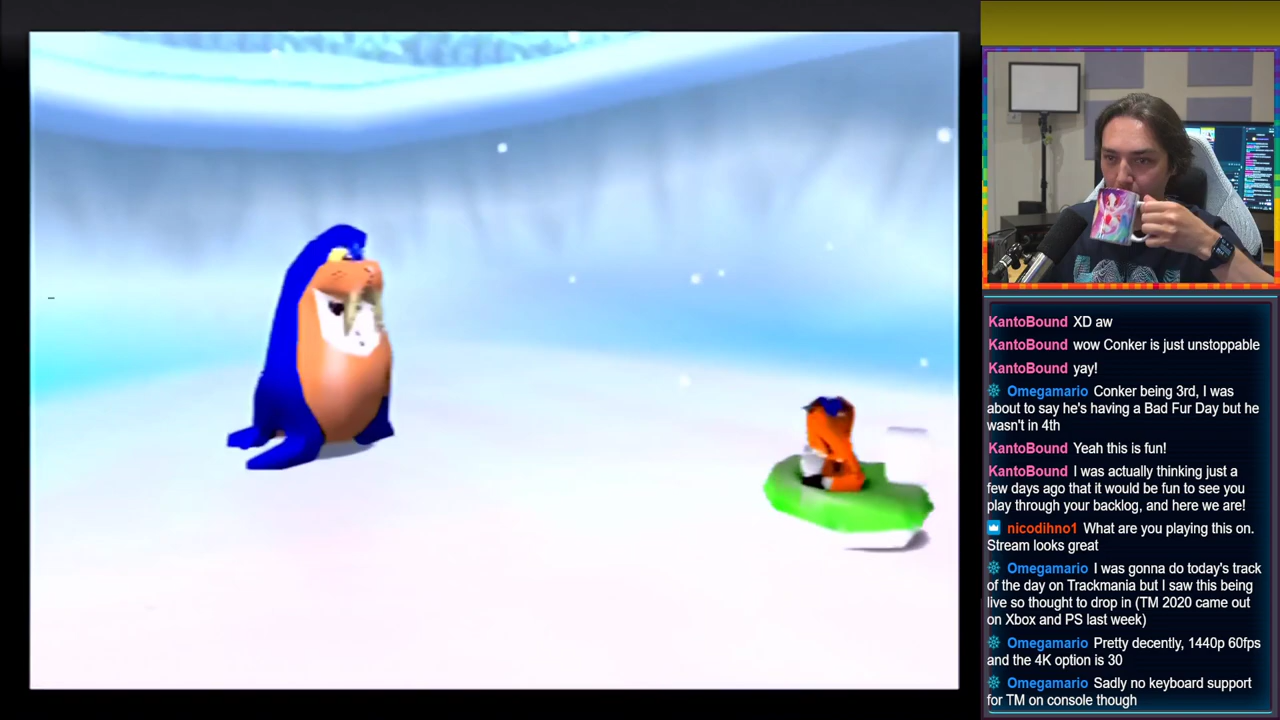 KantoBound XD aw
KantoBound wow Conker is just unstoppable
KantoBound yay!
Omegamario Conker being 3rd, I was
about to say he's having a Bad Fur Day but he
wasn't in 4th
KantoBound Yeah this is fun!
KantoBound I was actually thinking just a
few days ago that it would be fun to see you
play through your backlog, and here we are!
nicodihno1 What are you playing this on.
Stream looks great
Omegamario I was gonna do today's track
of the day on Trackmania but I saw this being
live so thought to drop in (TM 2020 came out
on Xbox and PS last week)
Omegamario Pretty decently, 1440p 60fps
and the 4K option is 30
Omegamario Sadly no keyboard support
for TM on console though